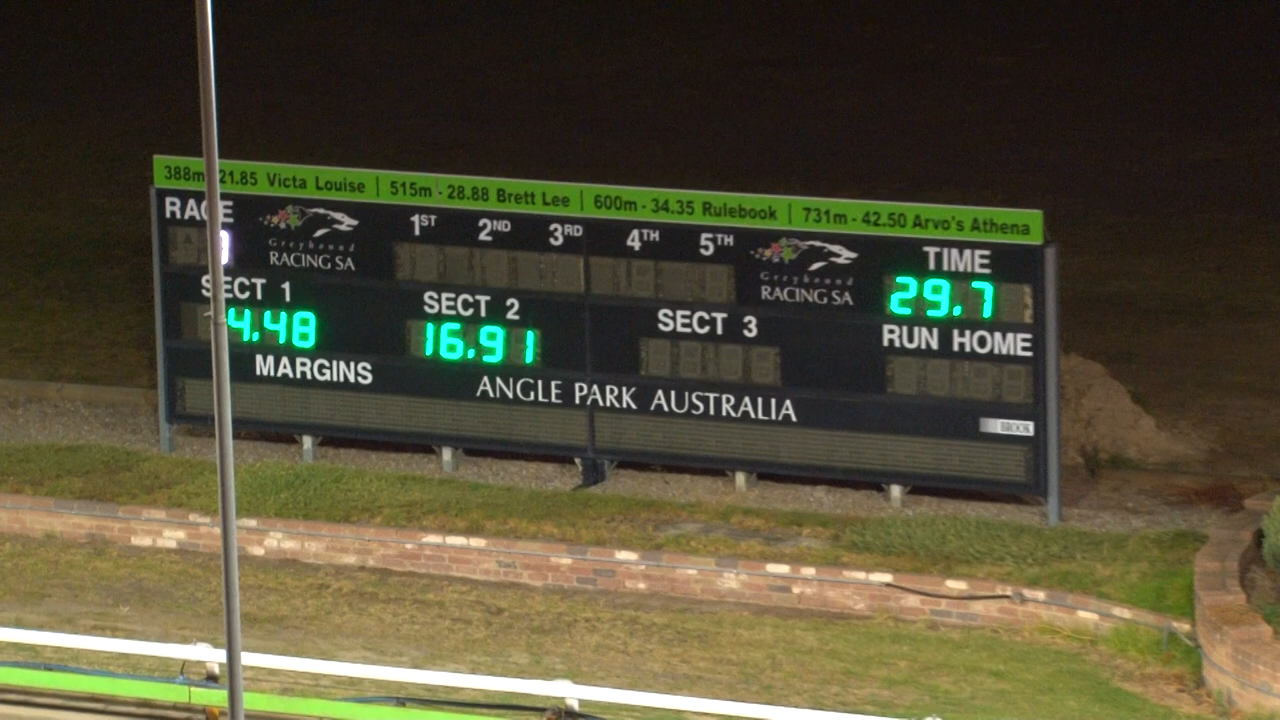 388m 21.85 Victa Louise | 515m - 28.88 Brett Lee | 600m - 34.35 Rulebook | 731m - 42.50 Arvo's Athena
RACE
Greyhound
RACING SA
1ST 2ND 3RD 4TH 5TH
Greyhound
RACING SA
TIME
29.7
SECT 1
4.48
SECT 2
16.91
SECT 3
RUN HOME
MARGINS
ANGLE PARK AUSTRALIA
BROOK